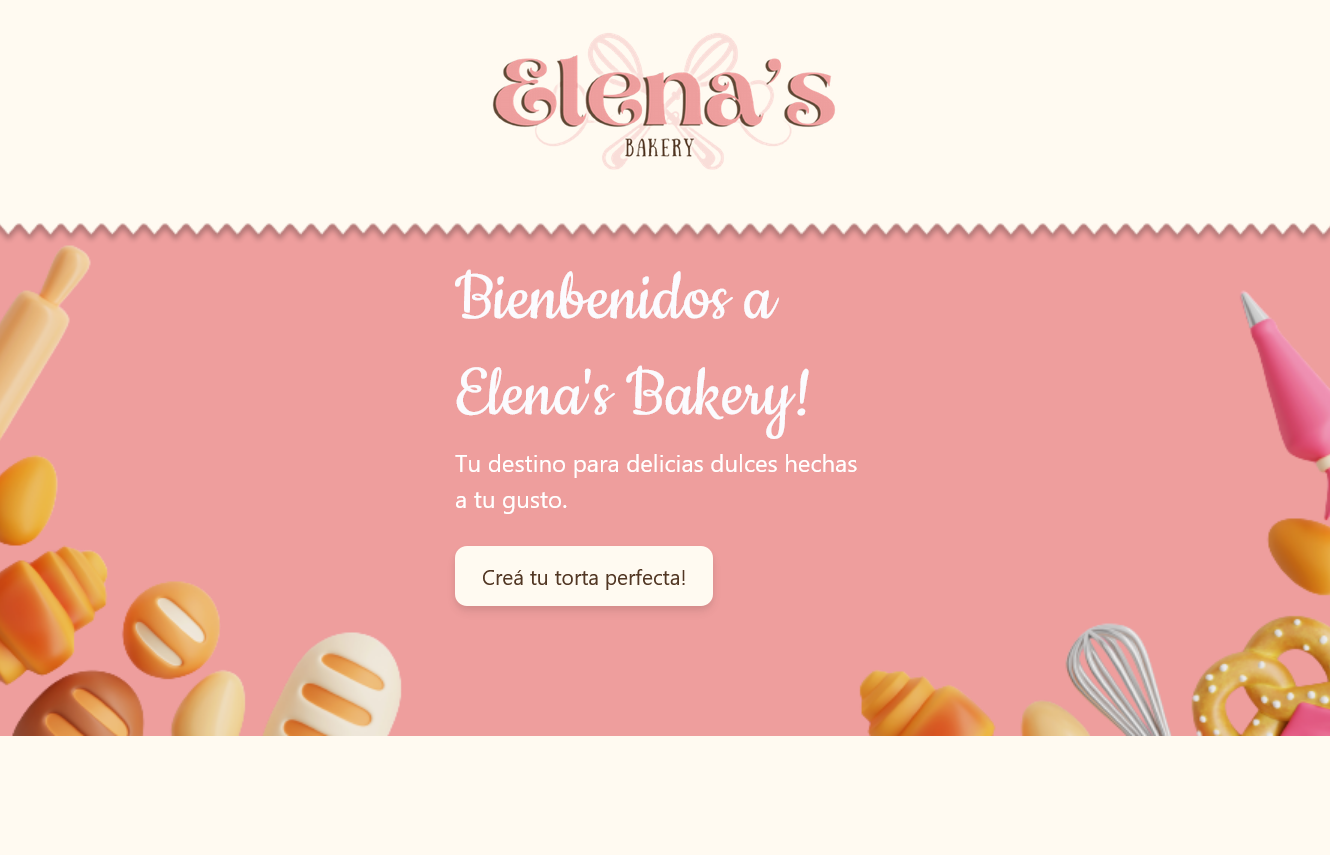 Elena's
BAKERY
Bienbenidos a
Elena's Bakery!
Tu destino para delicias dulces hechas
a tu gusto.
Creá tu torta perfecta!